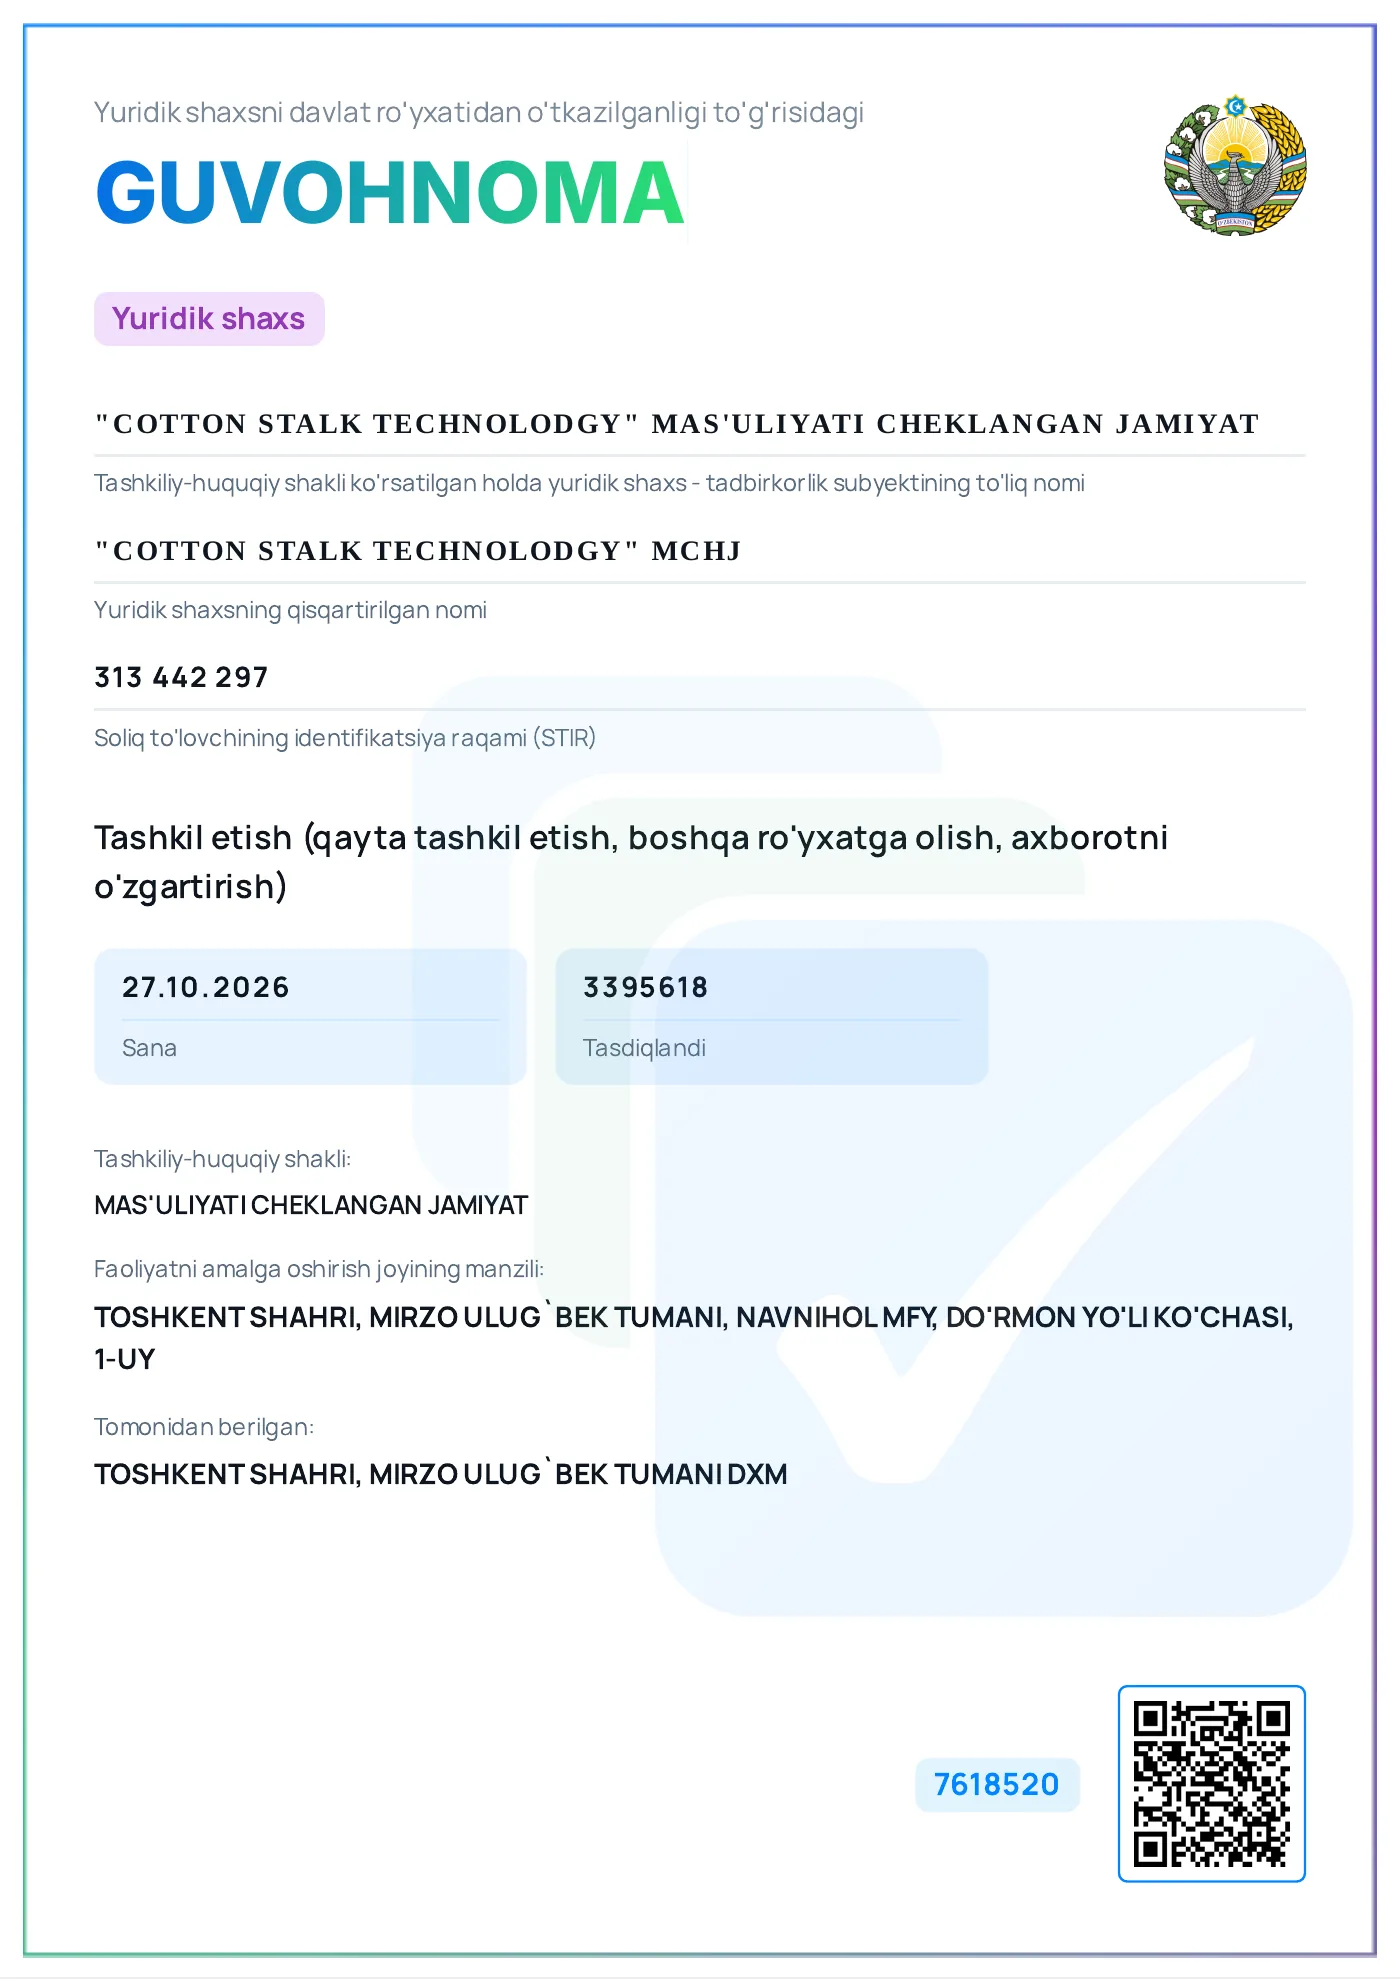 Yuridik shaxsni davlat ro'yxatidan o'tkazilganligi to'g'risidagi
GUVOHNOMA
O'ZBEKISTON
Yuridik shaxs
"COTTON STALK TECHNOLODGY" MAS'ULIYATI CHEKLANGAN JAMIYAT
Tashkiliy-huquqiy shakli ko'rsatilgan holda yuridik shaxs - tadbirkorlik subyektining to'liq nomi
"COTTON STALK TECHNOLODGY" MCHJ
Yuridik shaxsning qisqartirilgan nomi
313 442 297
Soliq to'lovchining identifikatsiya raqami (STIR)
Tashkil etish (qayta tashkil etish, boshqa ro'yxatga olish, axborotni
o'zgartirish)
27.10.2026
Sana
3395618
Tasdiqlandi
Tashkiliy-huquqiy shakli:
MAS'ULIYATI CHEKLANGAN JAMIYAT
Faoliyatni amalga oshirish joyining manzili:
TOSHKENT SHAHRI, MIRZO ULUG`BEK TUMANI, NAVNIHOL MFY, DO'RMON YO'LI KO'CHASI,
1-UY
Tomonidan berilgan:
TOSHKENT SHAHRI, MIRZO ULUG`BEK TUMANI DXM
7618520